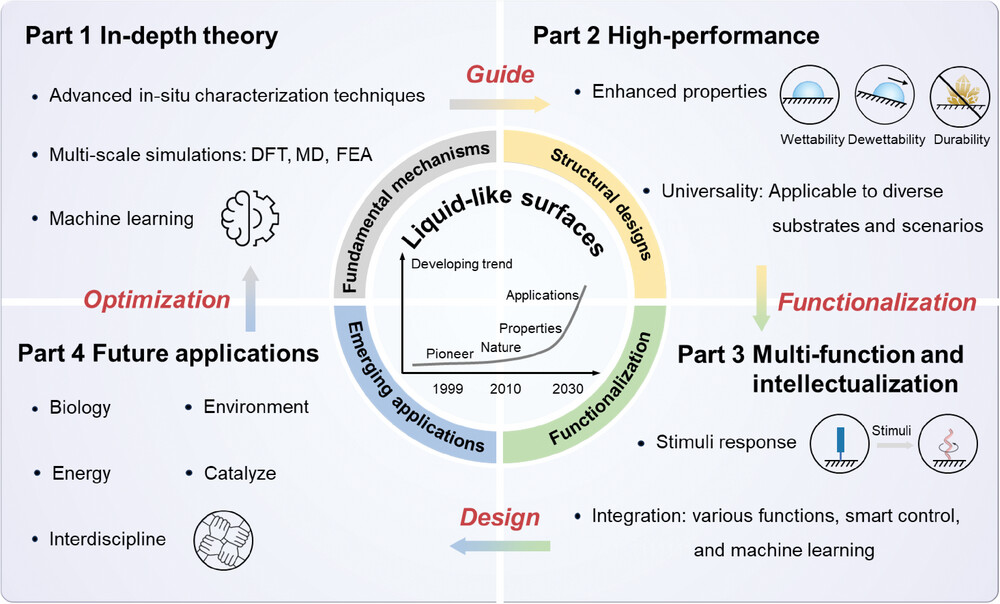 Part 1 In-depth theory
• Advanced in-situ characterization techniques
• Multi-scale simulations: DFT, MD, FEA
• Machine learning
Guide
Part 2 High-performance
• Enhanced properties
Wettability
Dewettability
Durability
• Universality: Applicable to diverse
substrates and scenarios
Functionalization
Part 3 Multi-function and
intellectualization
• Stimuli response
Stimuli
• Integration: various functions, smart control,
and machine learning
Design
Part 4 Future applications
• Biology
• Environment
• Energy
• Catalyze
• Interdiscipline
Optimization
Fundamental mechanisms
Structural designs
Functionalization
Emerging applications
Liquid-like surfaces
Developing trend
Applications
Properties
Nature
Pioneer
1999
2010
2030